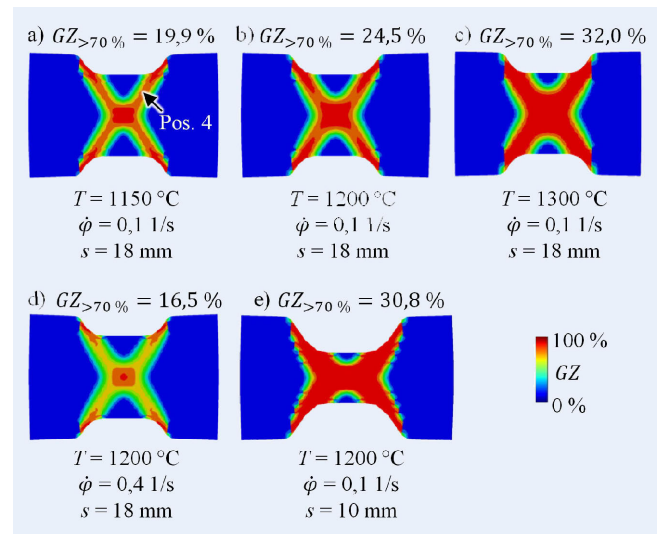 a) GZ>70 % = 19,9 %
b) GZ>70 % = 24,5 %
c) GZ>70 % = 32,0 %
Pos. 4
T = 1150 °C
φ̇ = 0,1 1/s
s = 18 mm
T = 1200 °C
φ̇ = 0,1 1/s
s = 18 mm
T = 1300 °C
φ̇ = 0,1 1/s
s = 18 mm
d) GZ>70 % = 16,5 %
e) GZ>70 % = 30,8 %
T = 1200 °C
φ̇ = 0,4 1/s
s = 18 mm
T = 1200 °C
φ̇ = 0,1 1/s
s = 10 mm
100 %
GZ
0 %